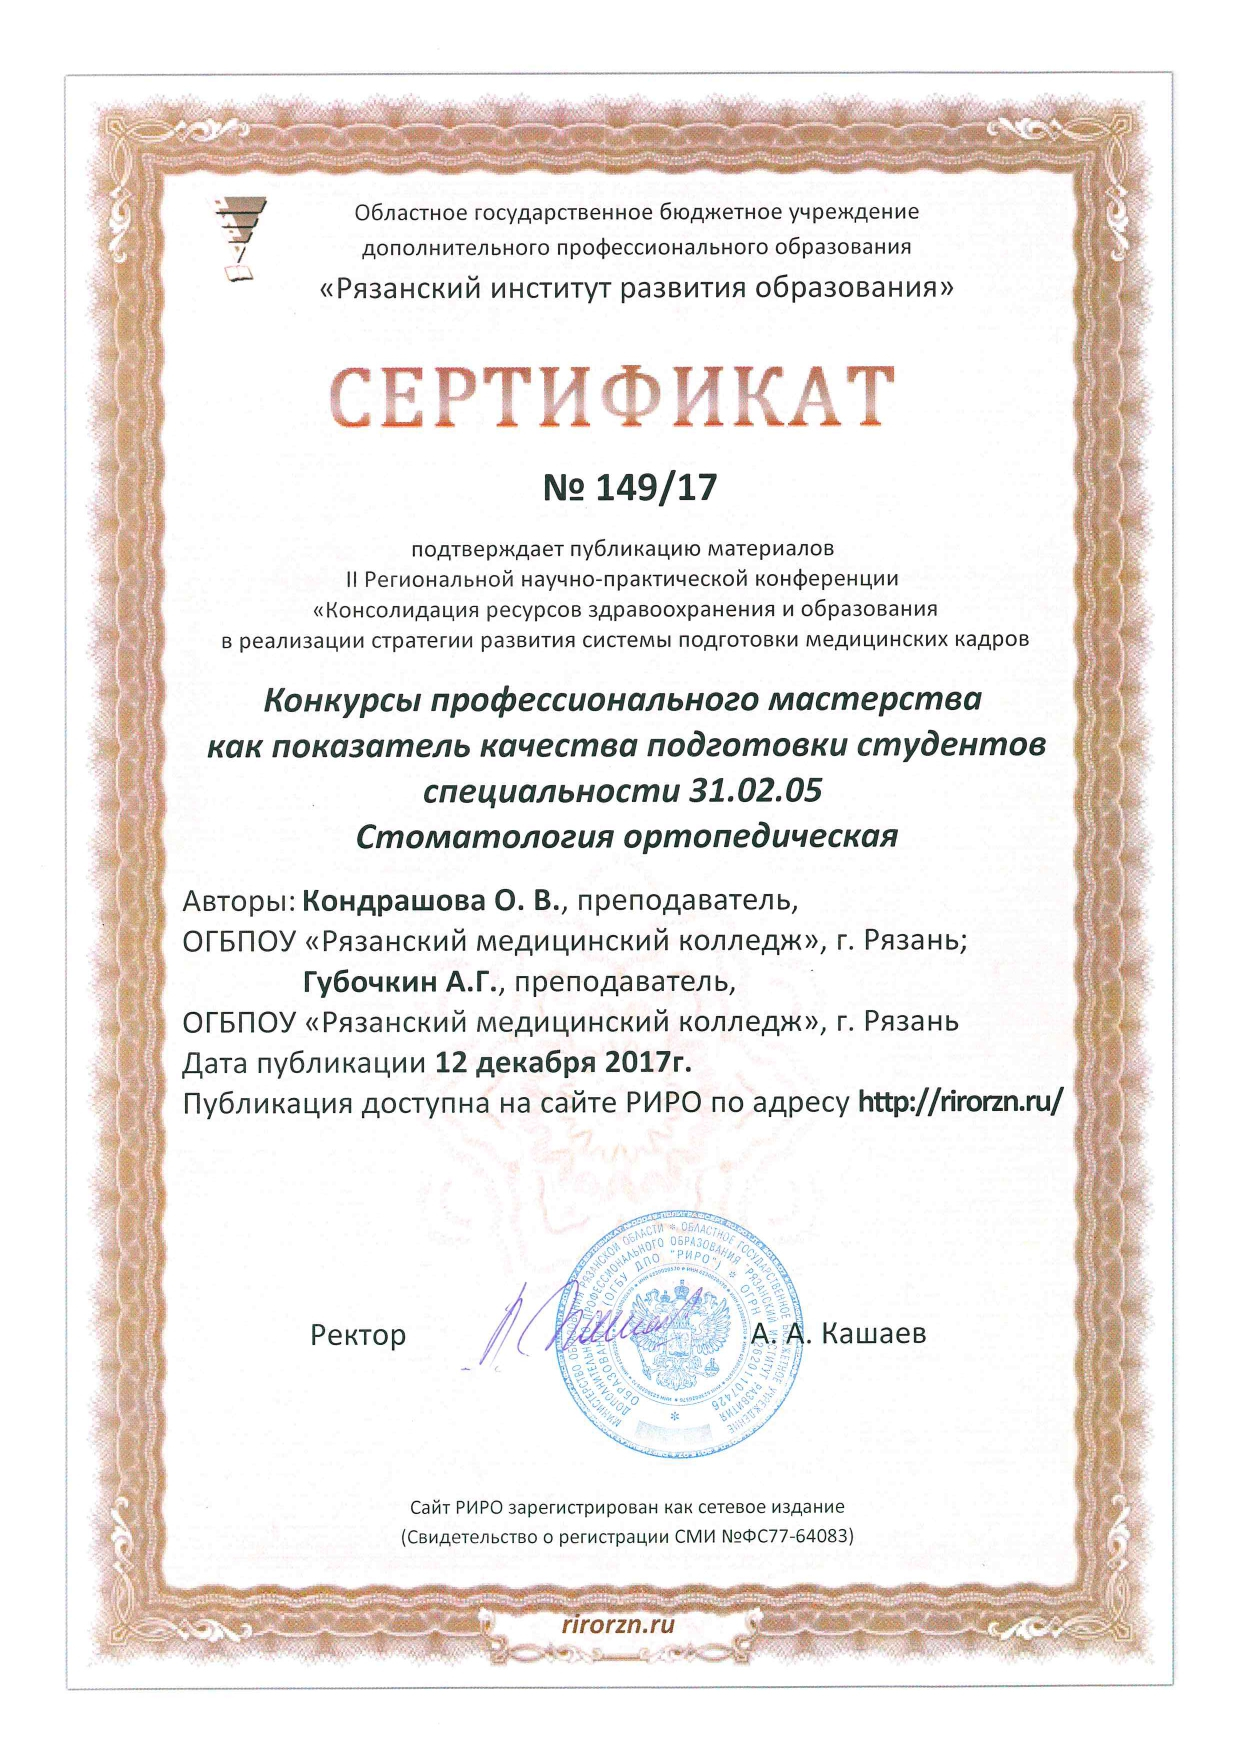 Областное государственное бюджетное учреждение
дополнительного профессионального образования
«Рязанский институт развития образования»
СЕРТИФИКАТ
№ 149/17
подтверждает публикацию материалов
II Региональной научно-практической конференции
«Консолидация ресурсов здравоохранения и образования
в реализации стратегии развития системы подготовки медицинских кадров
Конкурсы профессионального мастерства
как показатель качества подготовки студентов
специальности 31.02.05
Стоматология ортопедическая
Авторы: Кондрашова О. В., преподаватель,
ОГБПОУ «Рязанский медицинский колледж», г. Рязань;
Губочкин А.Г., преподаватель,
ОГБПОУ «Рязанский медицинский колледж», г. Рязань
Дата публикации 12 декабря 2017г.
Публикация доступна на сайте РИРО по адресу http://rirorzn.ru/
МИНИСТЕРСТВО ОБРАЗОВАНИЯ РЯЗАНСКОЙ ОБЛАСТИ * ОБЛАСТНОЕ ГОСУДАРСТВЕННОЕ БЮДЖЕТНОЕ УЧРЕЖДЕНИЕ
ДОПОЛНИТЕЛЬНОГО ПРОФЕССИОНАЛЬНОГО ОБРАЗОВАНИЯ "РЯЗАНСКИЙ ИНСТИТУТ РАЗВИТИЯ
ОБРАЗОВАНИЯ" (ОГБУ ДПО "РИРО") * ОГРН 1026201107426 *
Ректор А. А. Кашаев
Сайт РИРО зарегистрирован как сетевое издание
(Свидетельство о регистрации СМИ №ФС77-64083)
rirorzn.ru